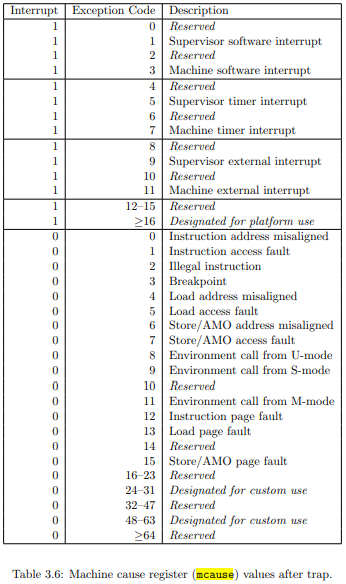 Interrupt Exception Code Description
1 0 Reserved
1 1 Supervisor software interrupt
1 2 Reserved
1 3 Machine software interrupt
1 4 Reserved
1 5 Supervisor timer interrupt
1 6 Reserved
1 7 Machine timer interrupt
1 8 Reserved
1 9 Supervisor external interrupt
1 10 Reserved
1 11 Machine external interrupt
1 12–15 Reserved
1 ≥16 Designated for platform use
0 0 Instruction address misaligned
0 1 Instruction access fault
0 2 Illegal instruction
0 3 Breakpoint
0 4 Load address misaligned
0 5 Load access fault
0 6 Store/AMO address misaligned
0 7 Store/AMO access fault
0 8 Environment call from U-mode
0 9 Environment call from S-mode
0 10 Reserved
0 11 Environment call from M-mode
0 12 Instruction page fault
0 13 Load page fault
0 14 Reserved
0 15 Store/AMO page fault
0 16–23 Reserved
0 24–31 Designated for custom use
0 32–47 Reserved
0 48–63 Designated for custom use
0 ≥64 Reserved
Table 3.6: Machine cause register (mcause) values after trap.